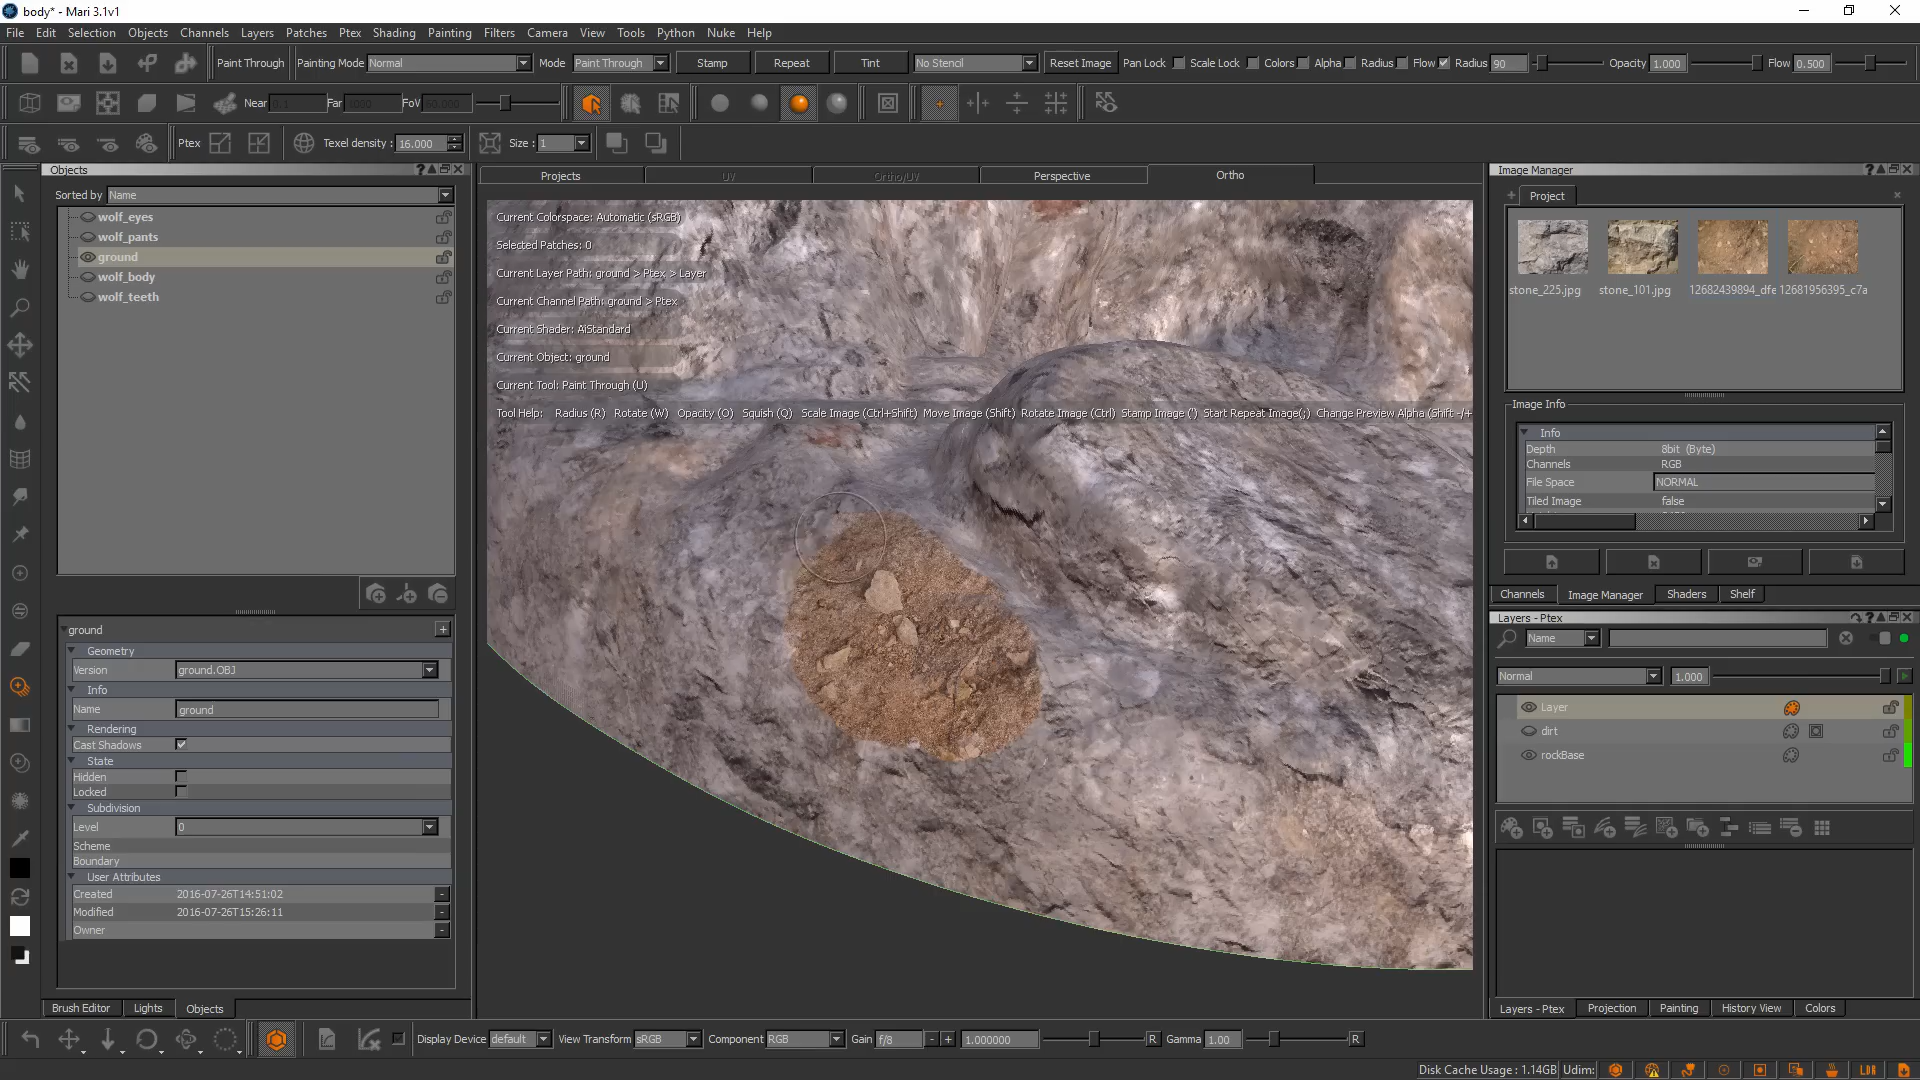 body* - Mari 3.1v1
File Edit Selection Objects Channels Layers Patches Ptex Shading Painting Filters Camera View Tools Python Nuke Help
Paint Through Painting Mode Normal Mode Paint Through Stamp Repeat Tint No Stencil Reset Image Pan Lock Scale Lock Colors Alpha Radius Flow Radius 90 Opacity 1.000 Flow 0.500
Near 0.1 Far 1000 FoV
Ptex Texel density : 16.000 Size : 1
Objects
Sorted by Name
wolf_eyes
wolf_pants
ground
wolf_body
wolf_teeth
ground
Geometry
Version ground.OBJ
Info
Name ground
Rendering
Cast Shadows
State
Hidden
Locked
Subdivision
Level 0
Scheme
Boundary
User Attributes
Created 2016-07-26T14:51:02 -
Modified 2016-07-26T15:26:11 -
Owner -
Brush Editor Lights Objects
Projects UV Ortho/UV Perspective Ortho
Current Colorspace: Automatic (sRGB)
Selected Patches: 0
Current Layer Path: ground > Ptex > Layer
Current Channel Path: ground > Ptex
Current Shader: AiStandard
Current Object: ground
Current Tool: Paint Through (U)
Tool Help: Radius (R) Rotate (W) Opacity (O) Squish (Q) Scale Image (Ctrl+Shift) Move Image (Shift) Rotate Image (Ctrl) Stamp Image (') Start Repeat Image(;) Change Preview Alpha (Shift -/+
Image Manager
Project
stone_225.jpg stone_101.jpg 12682439894_dfe 12681956395_c7a
Image Info
Info
Depth 8bit (Byte)
Channels RGB
File Space NORMAL
Tiled Image false
Channels Image Manager Shaders Shelf
Layers - Ptex
Name
Normal 1.000
Layer
dirt
rockBase
Layers - Ptex Projection Painting History View Colors
Display Device default View Transform sRGB Component RGB Gain f/8 - + 1.000000 R Gamma 1.00 R
Disk Cache Usage : 1.14GB Udim: LDR